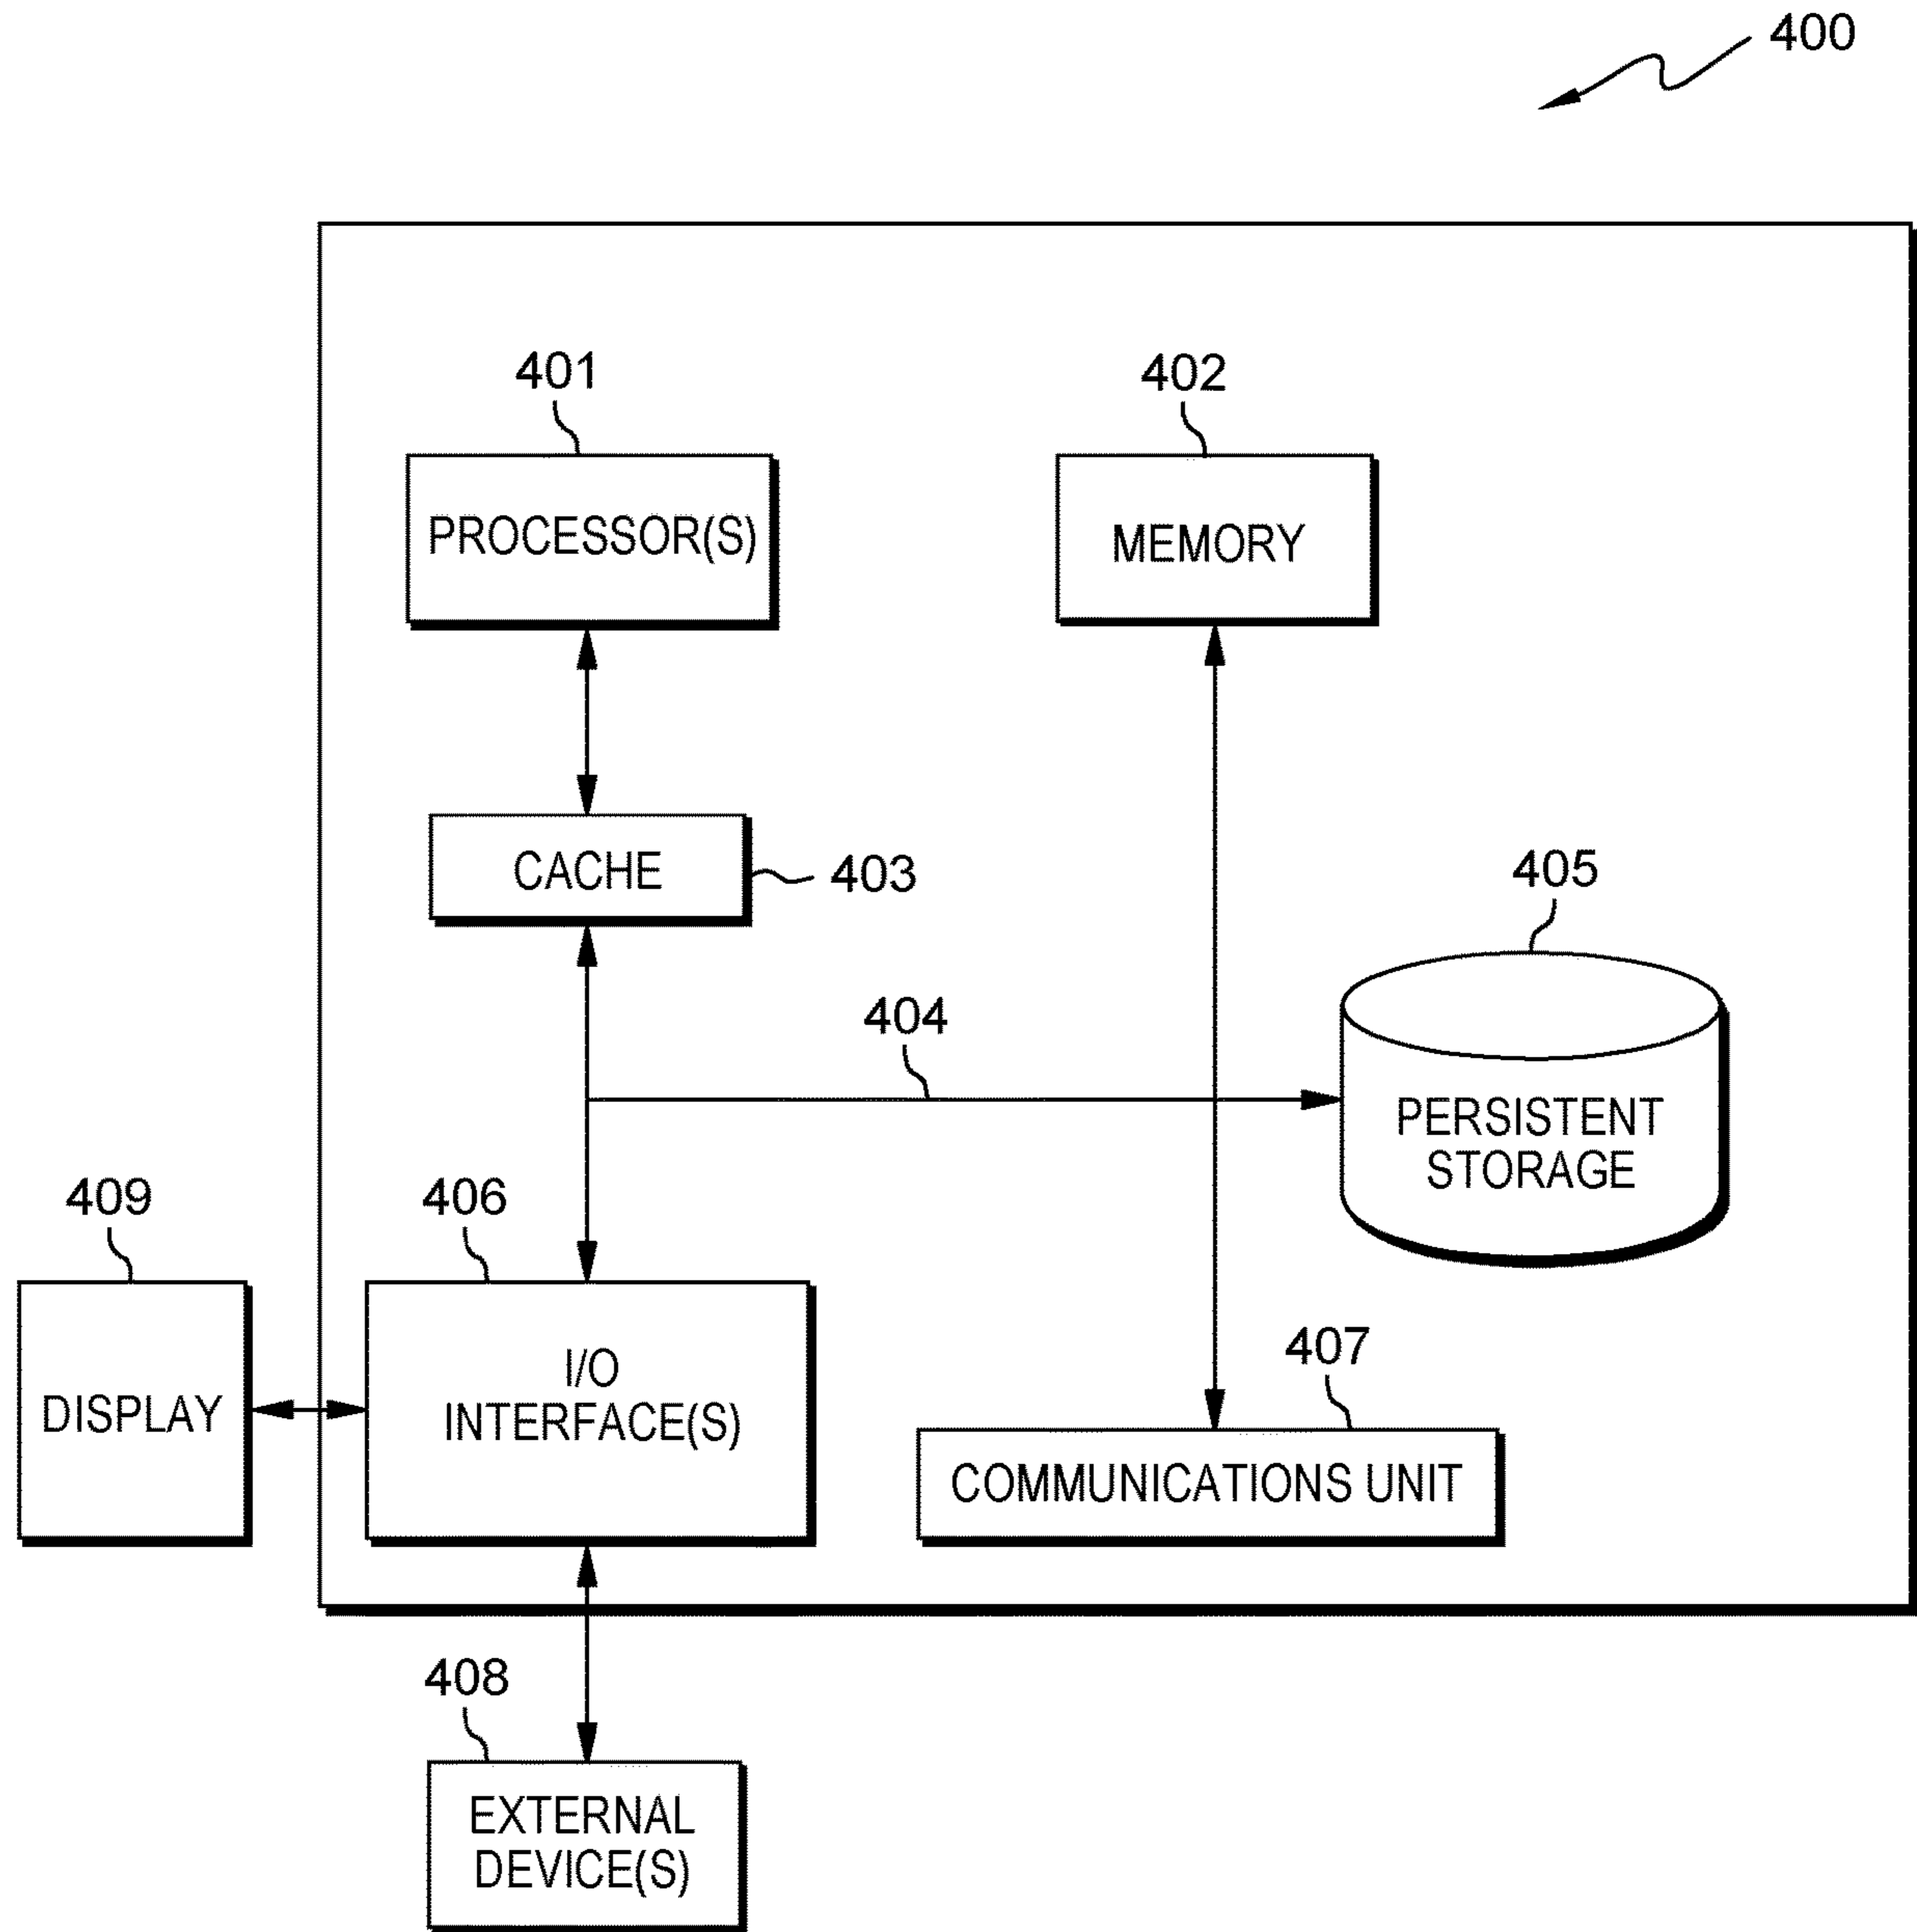 400
401
402
PROCESSOR(S)
MEMORY
CACHE
403
405
404
PERSISTENT
STORAGE
409
406
407
DISPLAY
I/O
INTERFACE(S)
COMMUNICATIONS UNIT
408
EXTERNAL
DEVICE(S)